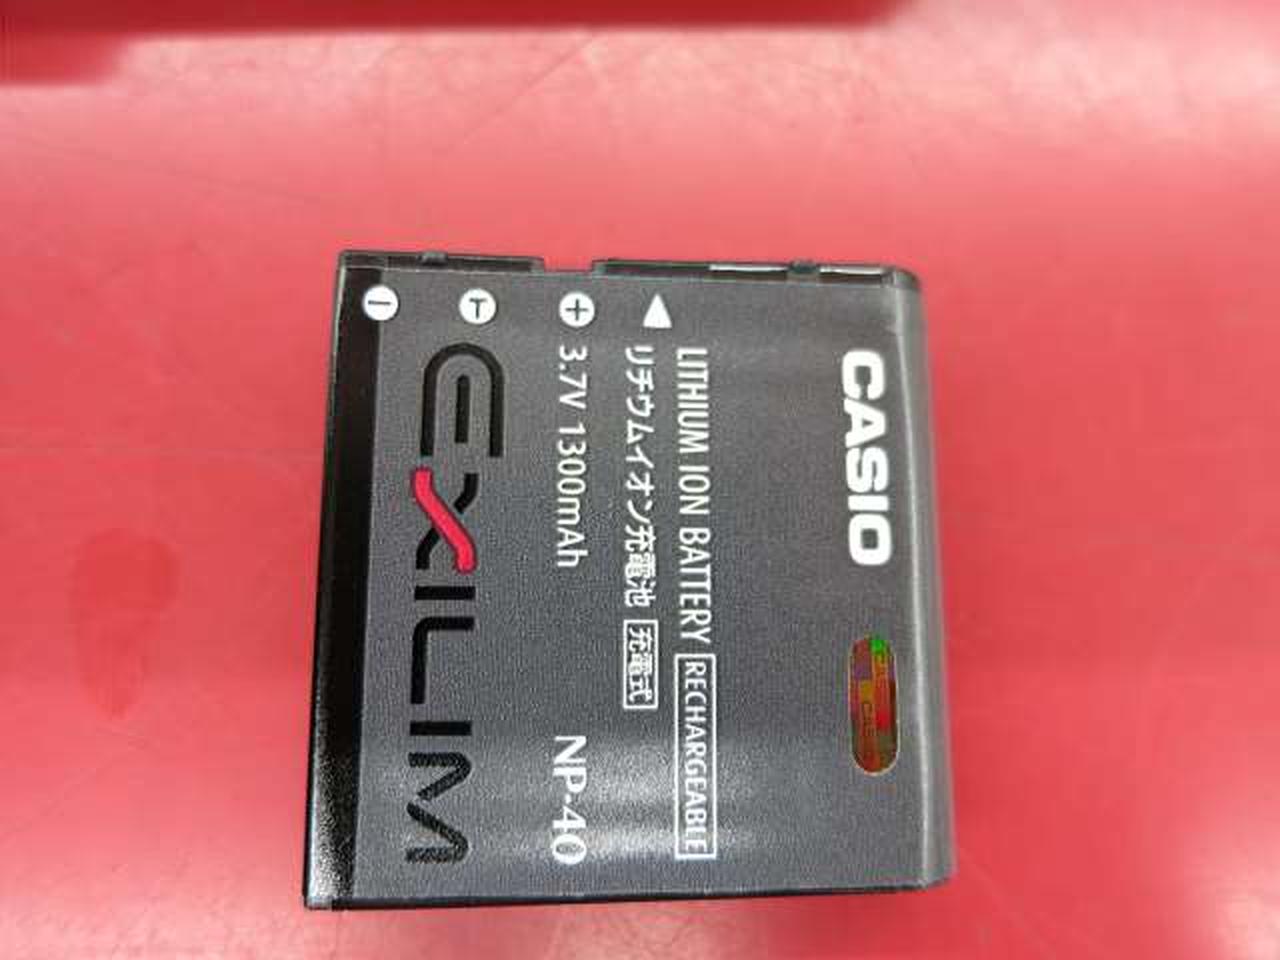 CASIO
LITHIUM ION BATTERY RECHARGEABLE
リチウムイオン充電池 充電式
3.7V 1300mAh NP-40
EXILIM
+
T
−